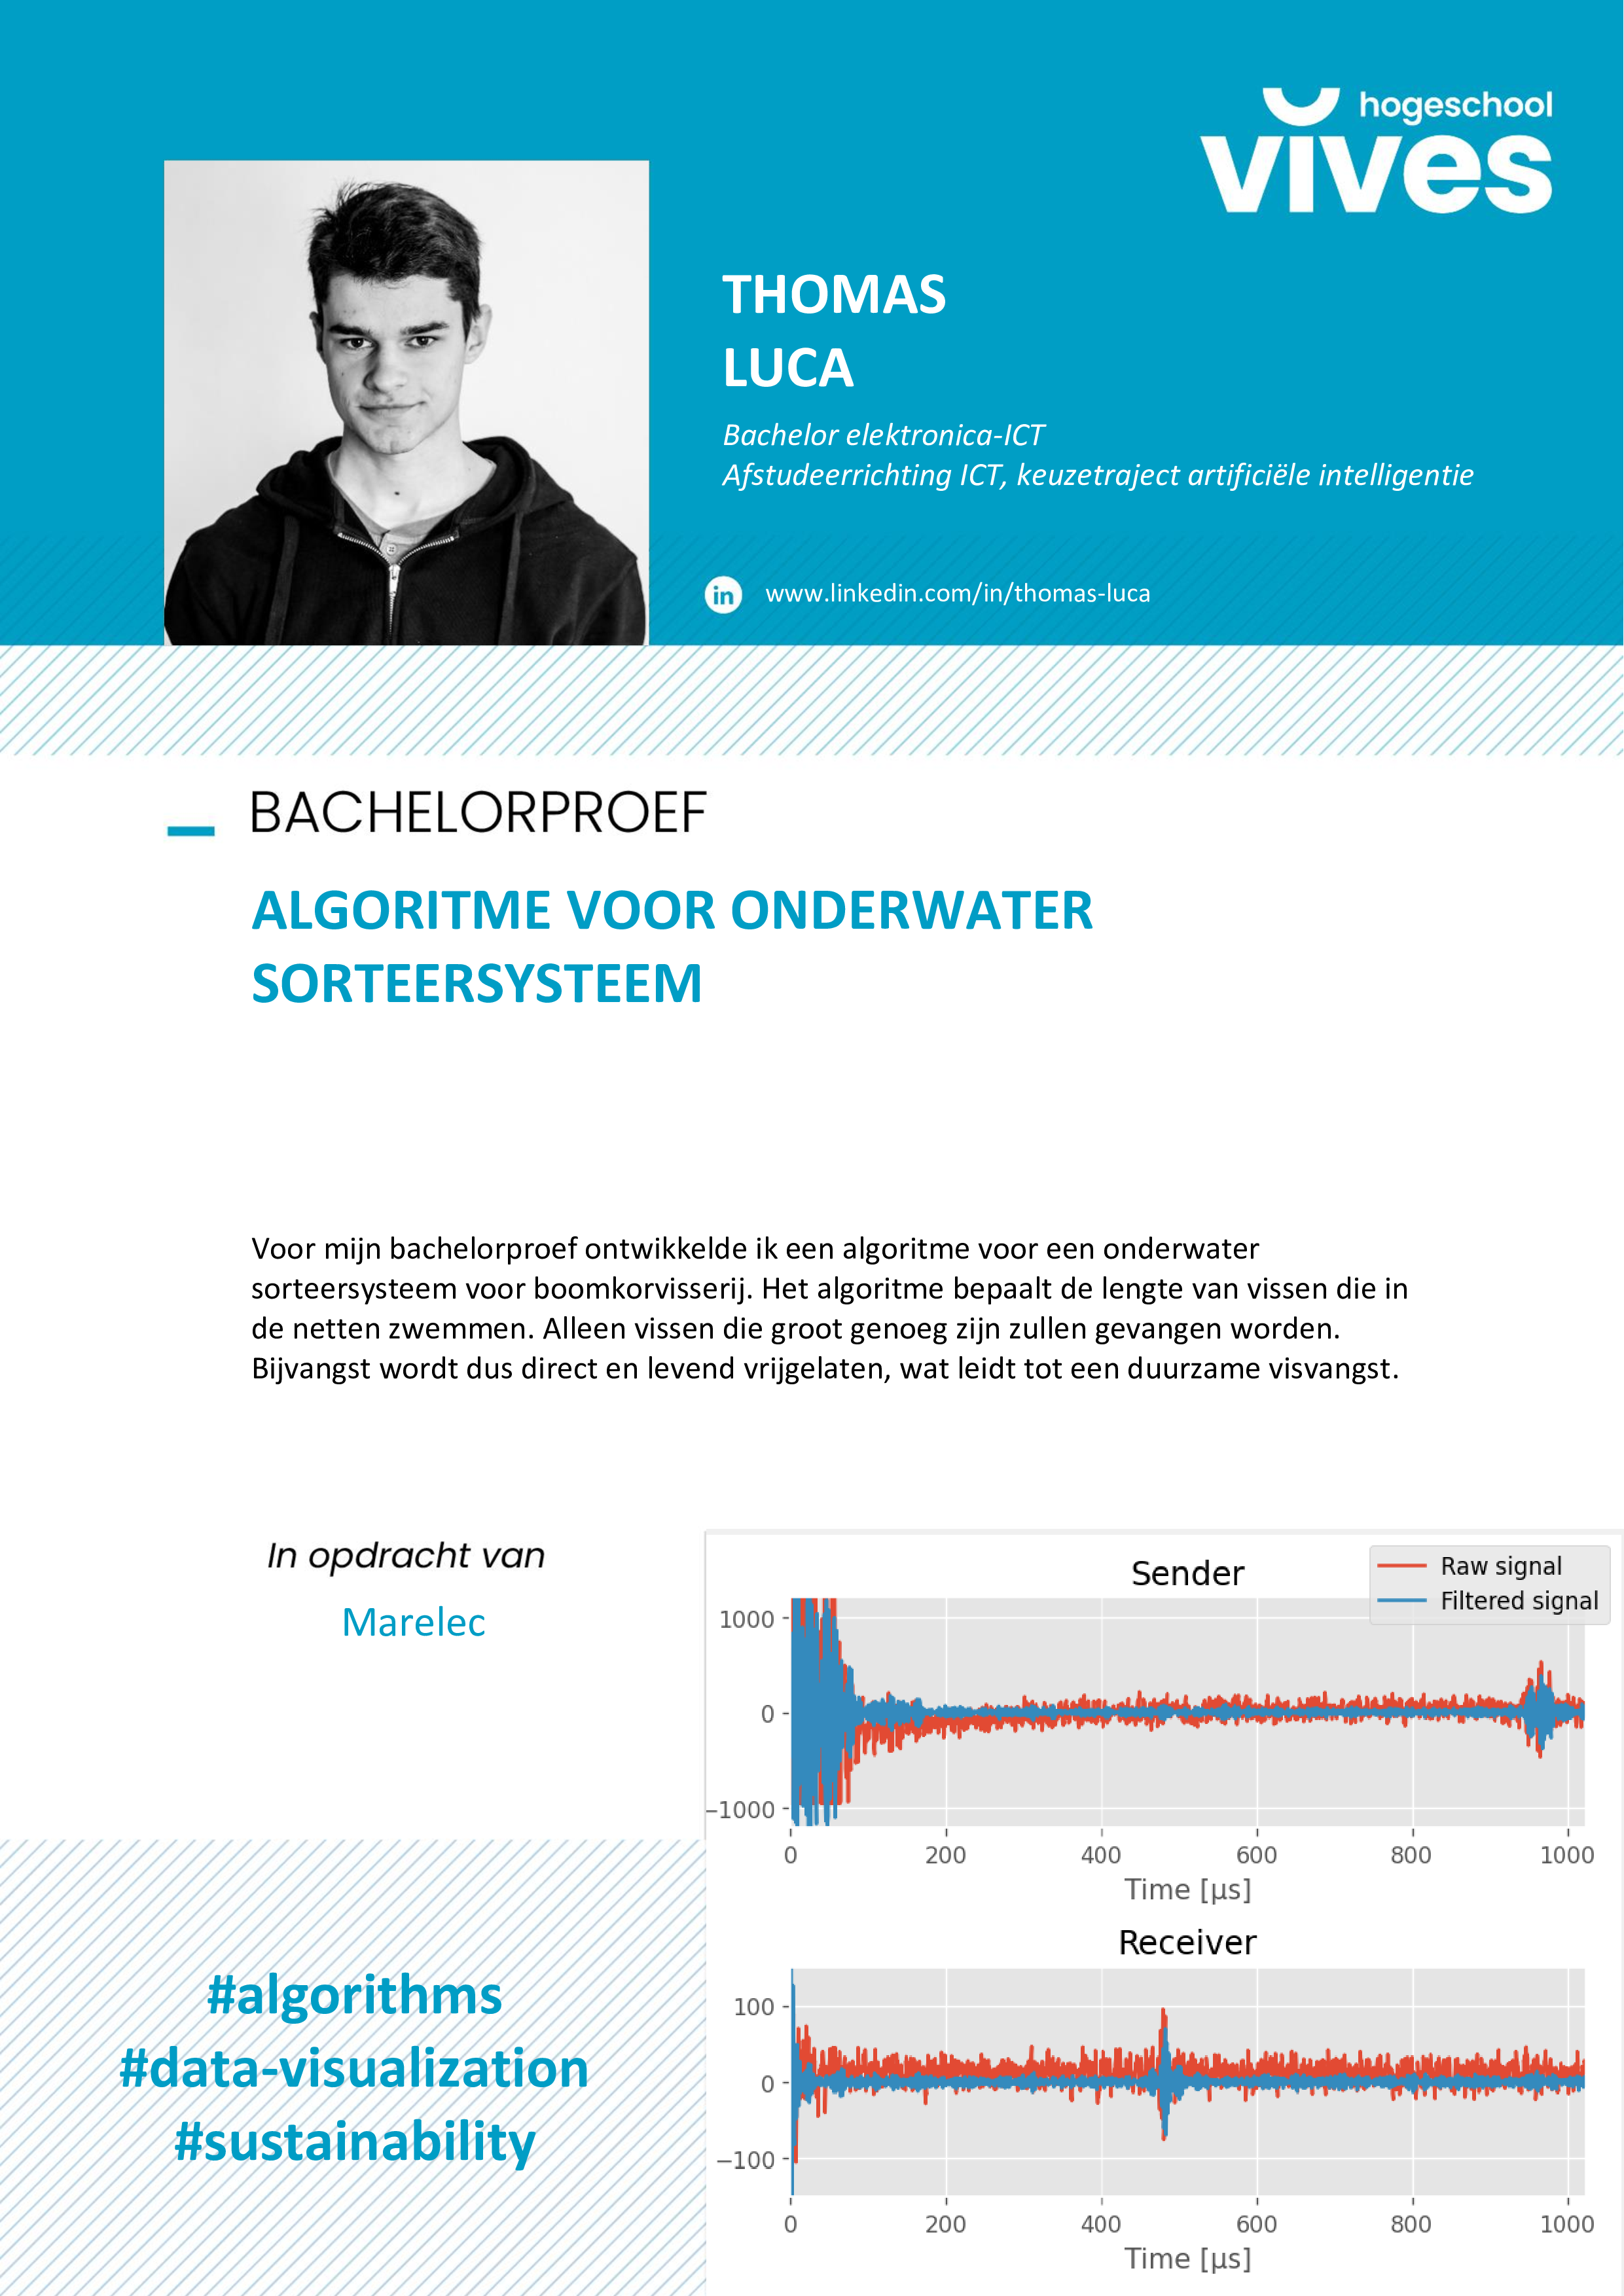 hogeschool
vives
THOMAS
LUCA
Bachelor elektronica-ICT
Afstudeerrichting ICT, keuzetraject artificiële intelligentie
in www.linkedin.com/in/thomas-luca
BACHELORPROEF
ALGORITME VOOR ONDERWATER
SORTEERSYSTEEM
Voor mijn bachelorproef ontwikkelde ik een algoritme voor een onderwater
sorteersysteem voor boomkorvisserij. Het algoritme bepaalt de lengte van vissen die in
de netten zwemmen. Alleen vissen die groot genoeg zijn zullen gevangen worden.
Bijvangst wordt dus direct en levend vrijgelaten, wat leidt tot een duurzame visvangst.
In opdracht van
Marelec
#algorithms
#data-visualization
#sustainability
Sender
Raw signal
Filtered signal
1000
0
−1000
0 200 400 600 800 1000
Time [µs]
Receiver
100
0
−100
0 200 400 600 800 1000
Time [µs]